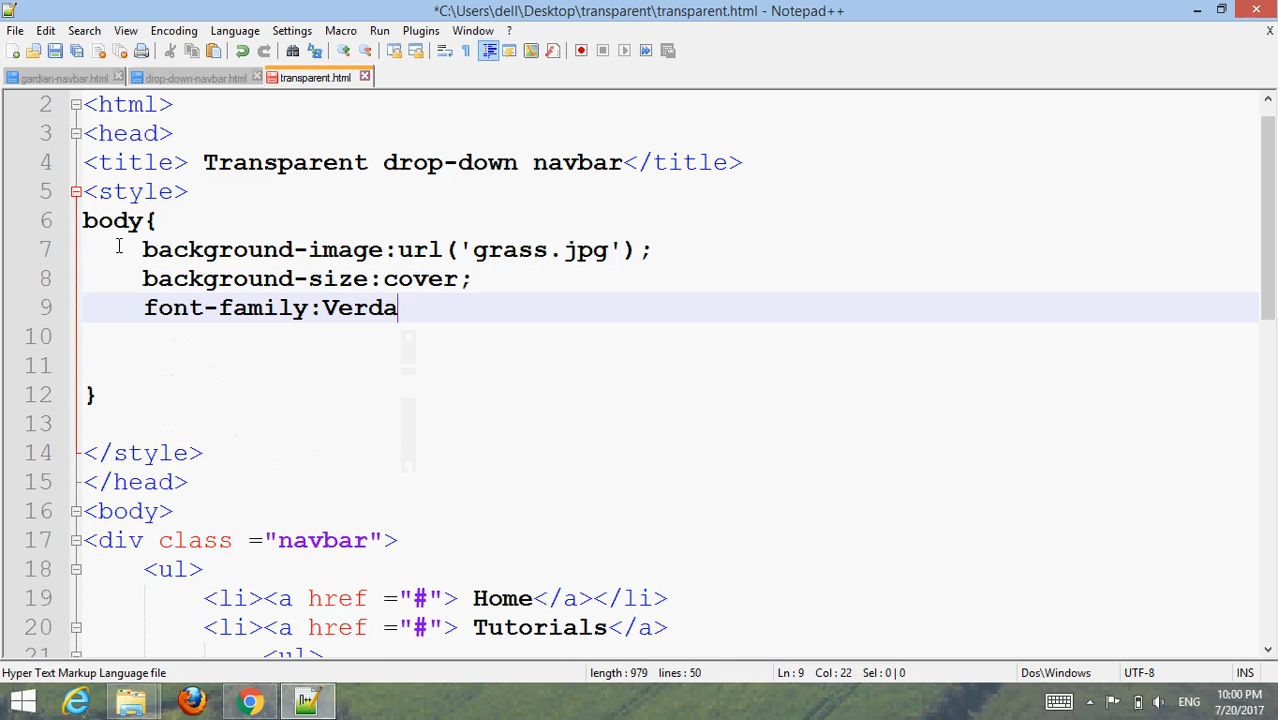 *C:\Users\dell\Desktop\transparent\transparent.html - Notepad++
File Edit Search View Encoding Language Settings Macro Run Plugins Window ? X
gardian-navbar.html drop-down-navbar.html transparent.html
2 <html>
3 <head>
4 <title> Transparent drop-down navbar</title>
5 <style>
6 body{
7 background-image:url('grass.jpg');
8 background-size:cover;
9 font-family:Verda
10
11
12 }
13
14 </style>
15 </head>
16 <body>
17 <div class ="navbar">
18 <ul>
19 <li><a href ="#"> Home</a></li>
20 <li><a href ="#"> Tutorials</a>
21 <ul>
Hyper Text Markup Language file length : 979 lines : 50 Ln : 9 Col : 22 Sel : 0 | 0 Dos\Windows UTF-8 INS
ENG 10:00 PM
7/20/2017